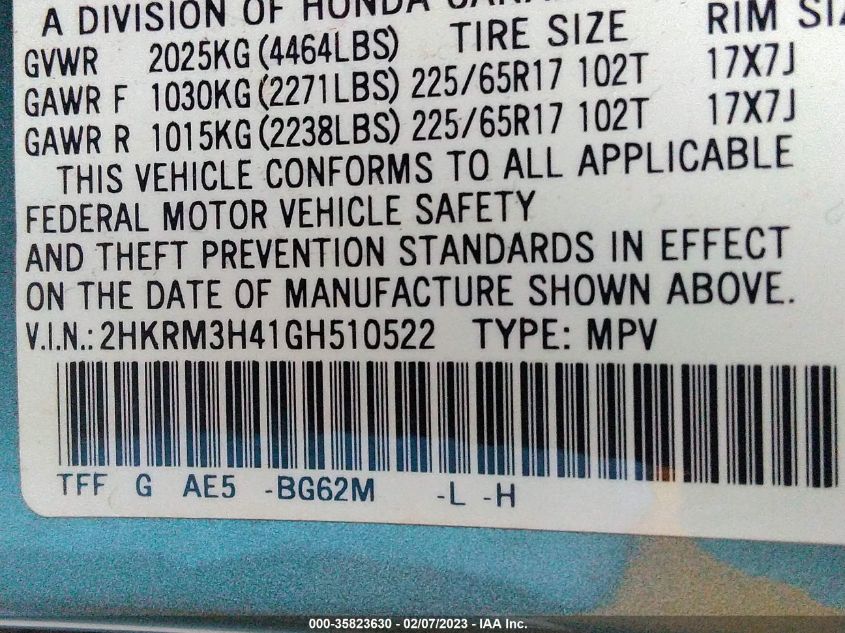 A DIVISION OF HONDA
GVWR 2025KG (4464LBS) TIRE SIZE RIM
GAWR F 1030KG (2271LBS) 225/65R17 102T 17X7J
GAWR R 1015KG (2238LBS) 225/65R17 102T 17X7J
THIS VEHICLE CONFORMS TO ALL APPLICABLE
FEDERAL MOTOR VEHICLE SAFETY
AND THEFT PREVENTION STANDARDS IN EFFECT
ON THE DATE OF MANUFACTURE SHOWN ABOVE.
V.I.N.: 2HKRM3H41GH510522 TYPE: MPV
TFF G AE5 -BG62M -L -H
000-35823630 - 02/07/2023 - IAA Inc.